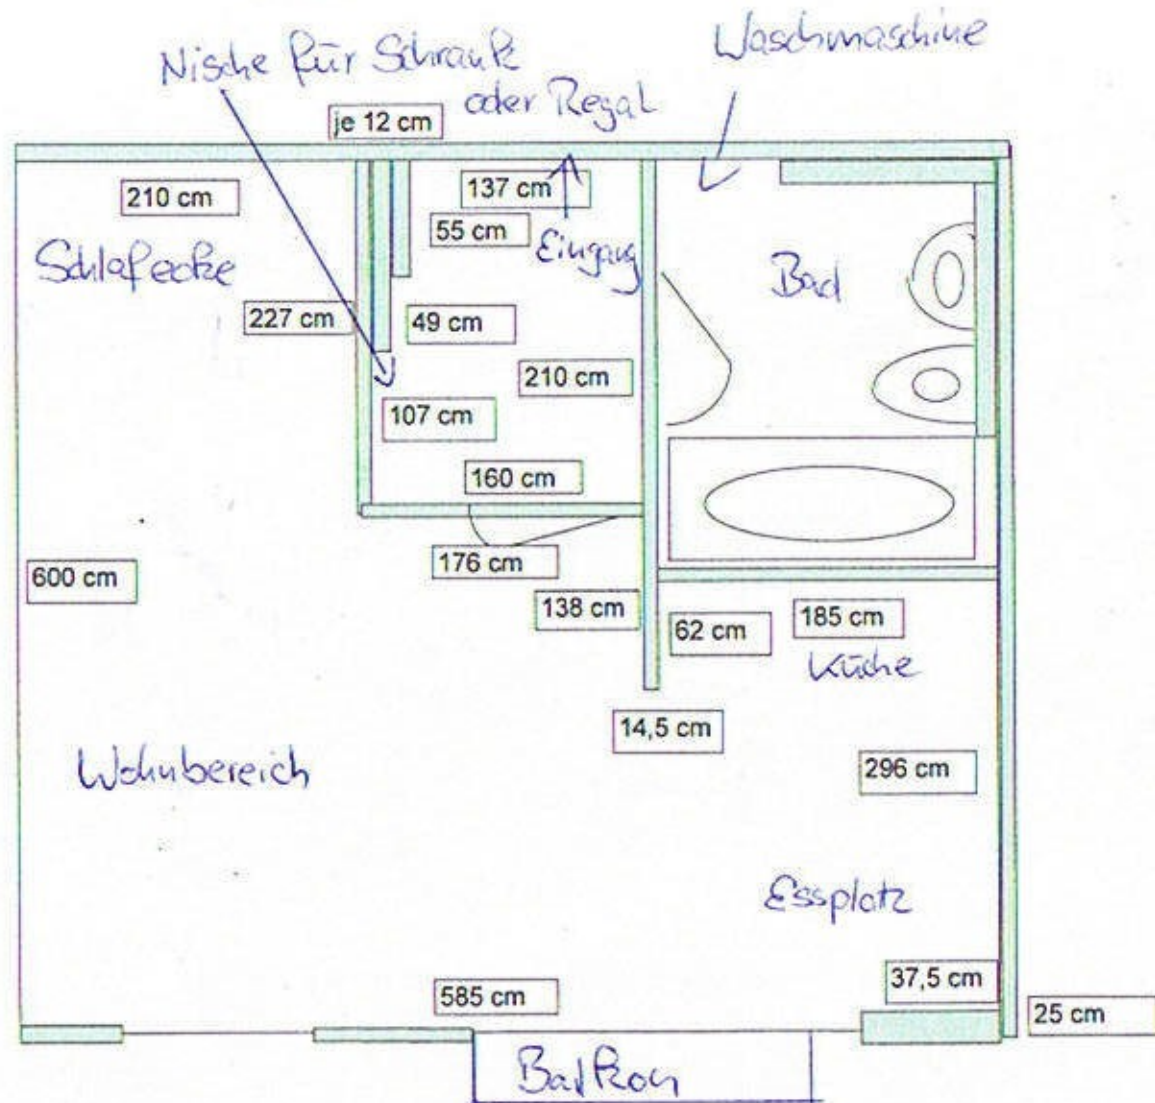 Nische für Schrank
oder Regal
Waschmaschine
je 12 cm
210 cm
137 cm
55 cm
Eingang
Schlafecke
Bad
227 cm
49 cm
210 cm
107 cm
160 cm
176 cm
600 cm
138 cm
62 cm
185 cm
Küche
14,5 cm
Wohnbereich
296 cm
Essplatz
37,5 cm
585 cm
25 cm
Balkon